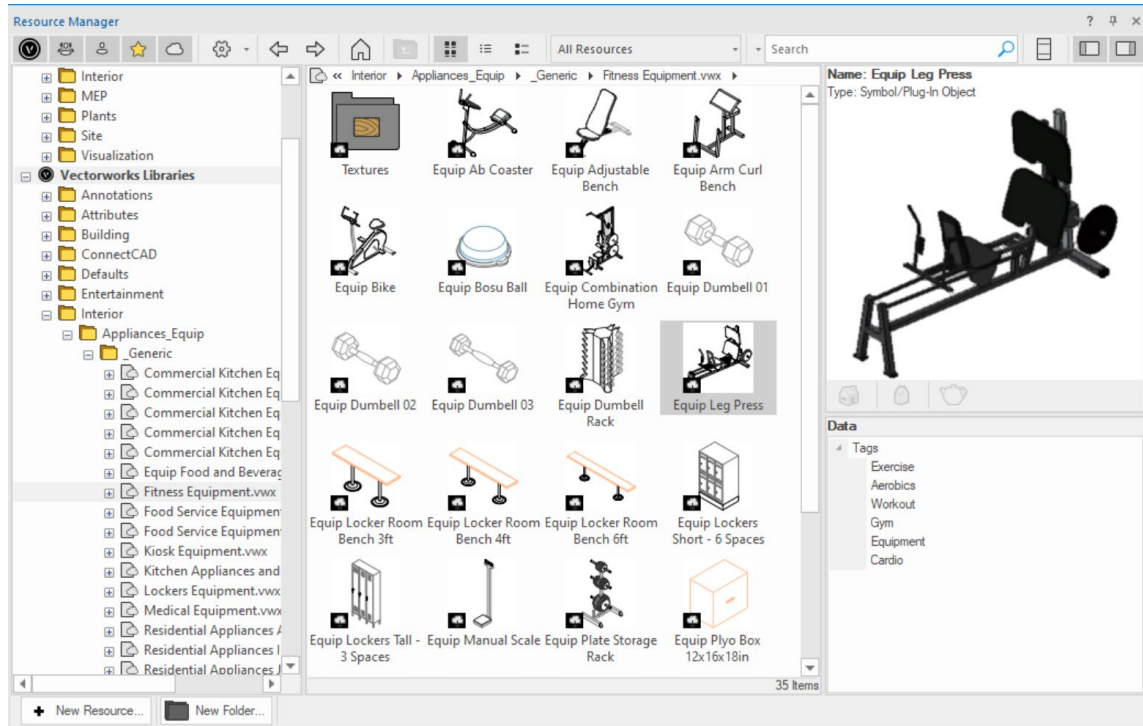 Resource Manager
All Resources
Search
Interior
MEP
Plants
Site
Visualization
Vectorworks Libraries
Annotations
Attributes
Building
ConnectCAD
Defaults
Entertainment
Interior
Appliances_Equip
_Generic
Commercial Kitchen Eq
Commercial Kitchen Eq
Commercial Kitchen Eq
Commercial Kitchen Eq
Commercial Kitchen Eq
Equip Food and Beverag
Fitness Equipment.vwx
Food Service Equipmen
Food Service Equipmen
Kiosk Equipment.vwx
Kitchen Appliances and
Lockers Equipment.vwx
Medical Equipment.vwx
Residential Appliances A
Residential Appliances I
Residential Appliances J
« Interior Appliances_Equip _Generic Fitness Equipment.vwx
Textures
Equip Ab Coaster
Equip Adjustable
Bench
Equip Arm Curl
Bench
Equip Bike
Equip Bosu Ball
Equip Combination
Home Gym
Equip Dumbell 01
Equip Dumbell 02
Equip Dumbell 03
Equip Dumbell
Rack
Equip Leg Press
Equip Locker Room
Bench 3ft
Equip Locker Room
Bench 4ft
Equip Locker Room
Bench 6ft
Equip Lockers
Short - 6 Spaces
Equip Lockers Tall -
3 Spaces
Equip Manual Scale
Equip Plate Storage
Rack
Equip Plyo Box
12x16x18in
35 Items
Name: Equip Leg Press
Type: Symbol/Plug-In Object
Data
Tags
Exercise
Aerobics
Workout
Gym
Equipment
Cardio
New Resource...
New Folder...